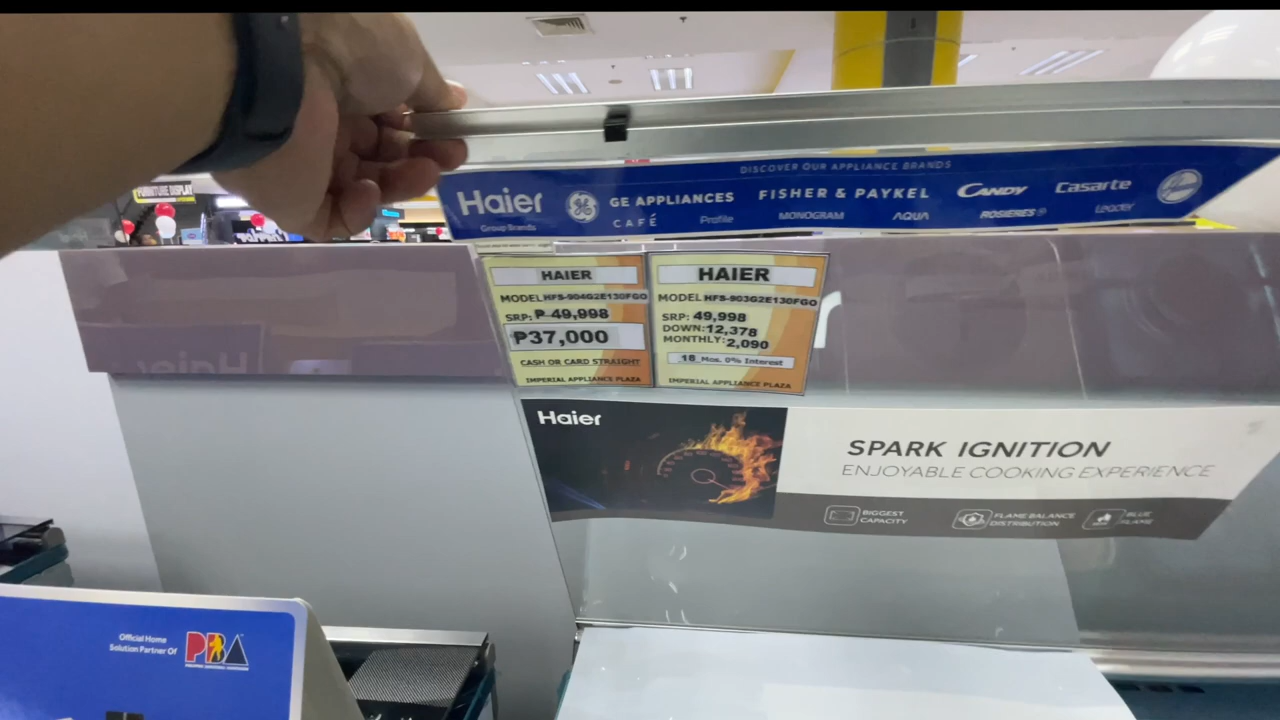 FURNITURE DISPLAY
DISCOVER OUR APPLIANCE BRANDS
Haier
Group Brands
GE APPLIANCES
FISHER & PAYKEL
CANDY
Casarte
CAFÉ
Profile
MONOGRAM
AQUA
ROSIERES
Leader
HAIER
MODEL HFS-904G2E130FGO
SRP: ₱ 49,998
₱37,000
CASH OR CARD STRAIGHT
IMPERIAL APPLIANCE PLAZA
HAIER
MODEL HFS-903G2E130FGO
SRP: 49,998
DOWN: 12,378
MONTHLY: 2,090
18 Mos. 0% Interest
IMPERIAL APPLIANCE PLAZA
Haier
SPARK IGNITION
ENJOYABLE COOKING EXPERIENCE
BIGGEST
CAPACITY
FLAME BALANCE
DISTRIBUTION
BLUE
FLAME
Official Home
Solution Partner Of
PBA